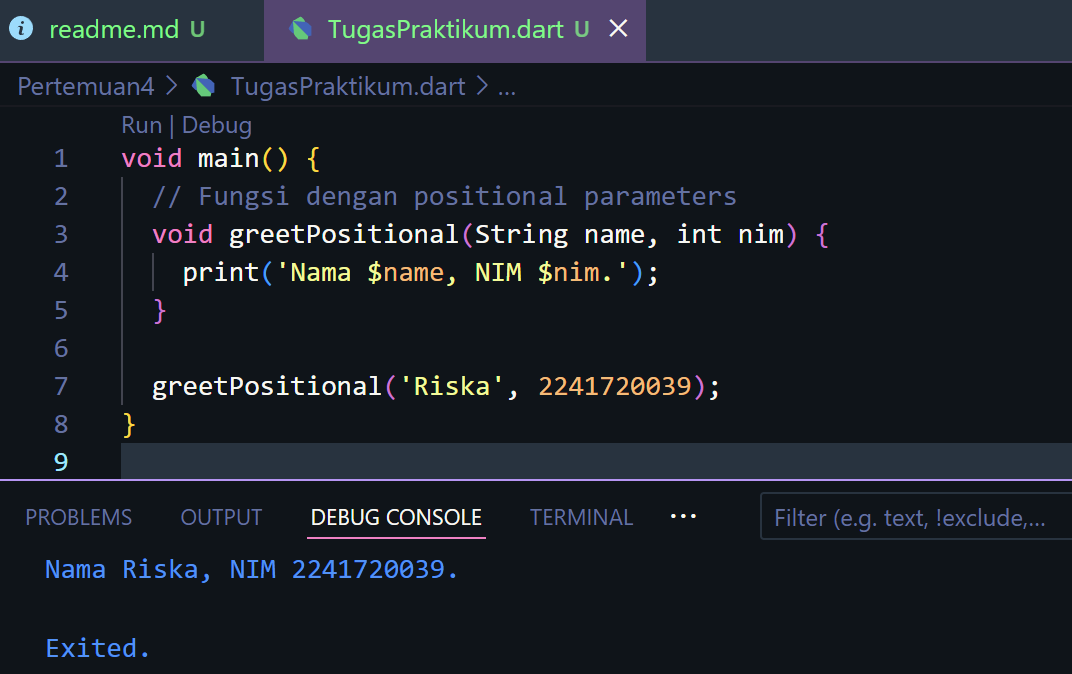 readme.md U TugasPraktikum.dart U
Pertemuan4 > TugasPraktikum.dart > ...
Run | Debug
1 void main() {
2 // Fungsi dengan positional parameters
3 void greetPositional(String name, int nim) {
4 print('Nama $name, NIM $nim.');
5 }
6
7 greetPositional('Riska', 2241720039);
8 }
9
PROBLEMS OUTPUT DEBUG CONSOLE TERMINAL ... Filter (e.g. text, !exclude,...
Nama Riska, NIM 2241720039.
Exited.